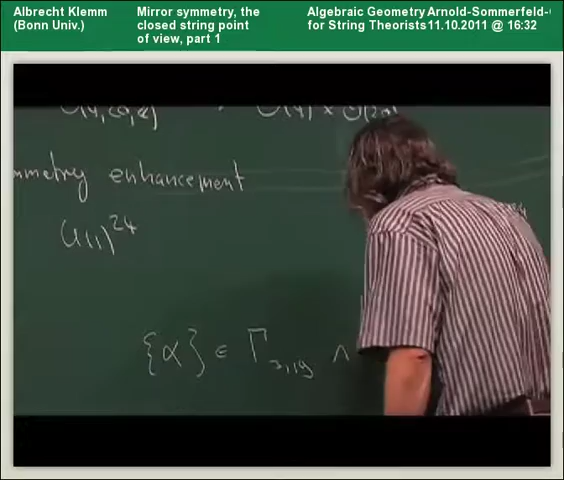 Albrecht Klemm
(Bonn Univ.)
Mirror symmetry, the
closed string point
of view, part 1
Algebraic Geometry
for String Theorists
Arnold-Sommerfeld-
11.10.2011 @ 16:32
mmetry enhancement
U(1)^24
{α} ∈ Γ_3,19 ∧